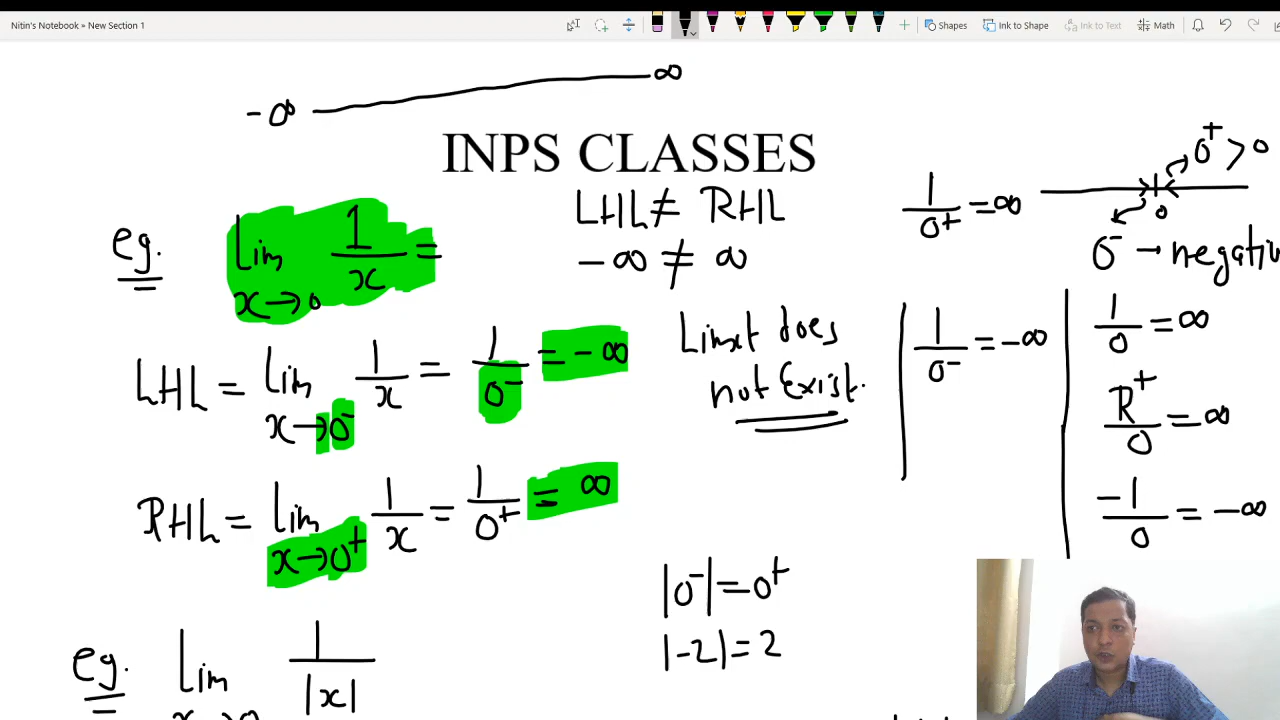 Nitin's Notebook » New Section 1
Shapes Ink to Shape Ink to Text Math
-∞ ∞
INPS CLASSES
eg. lim x→0 1/x =
LHL ≠ RHL
-∞ ≠ ∞
Limit does
not Exist.
LHL = lim x→0⁻ 1/x = 1/0⁻ = -∞
RHL = lim x→0⁺ 1/x = 1/0⁺ = ∞
|0⁻| = 0⁺
|-2| = 2
eg. lim x→0 1/|x|
1/0⁺ = ∞
0⁺ > 0
0
0⁻ → negativ
1/0⁻ = -∞
1/0 = ∞
R⁺/0 = ∞
-1/0 = -∞